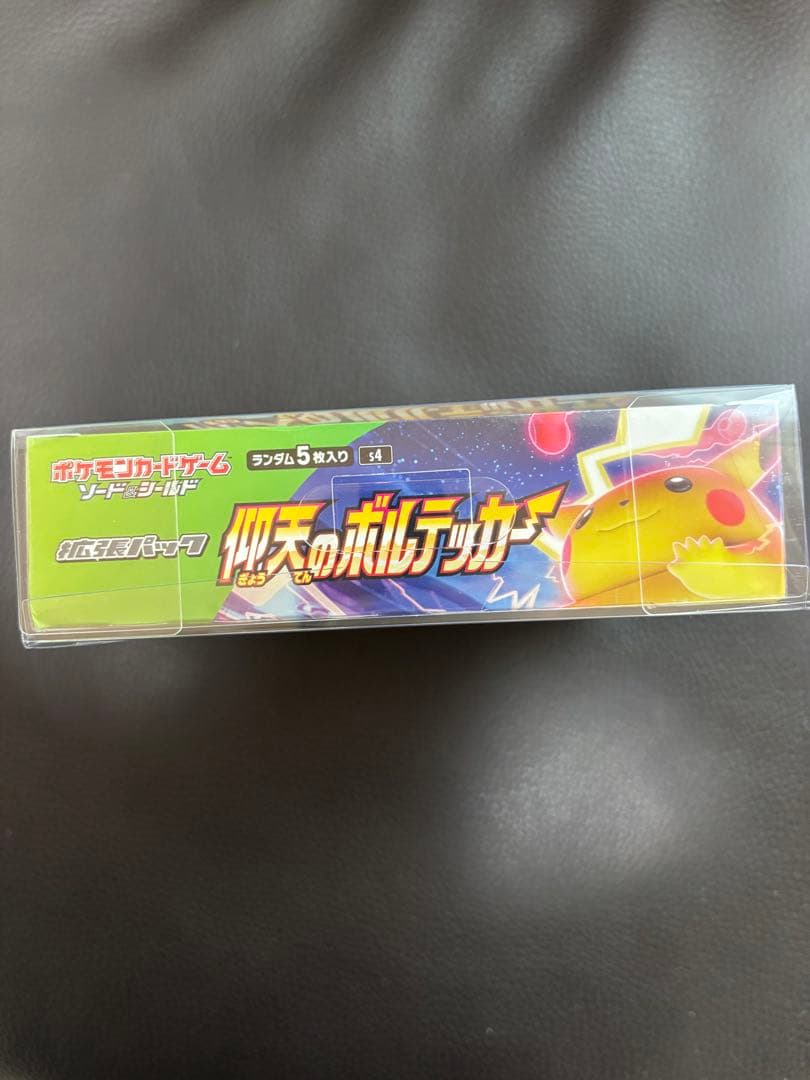 ポケモンカードゲーム
ソード&シールド
ランダム5枚入り s4
拡張パック
仰天のボルテッカー
ぎょう てん